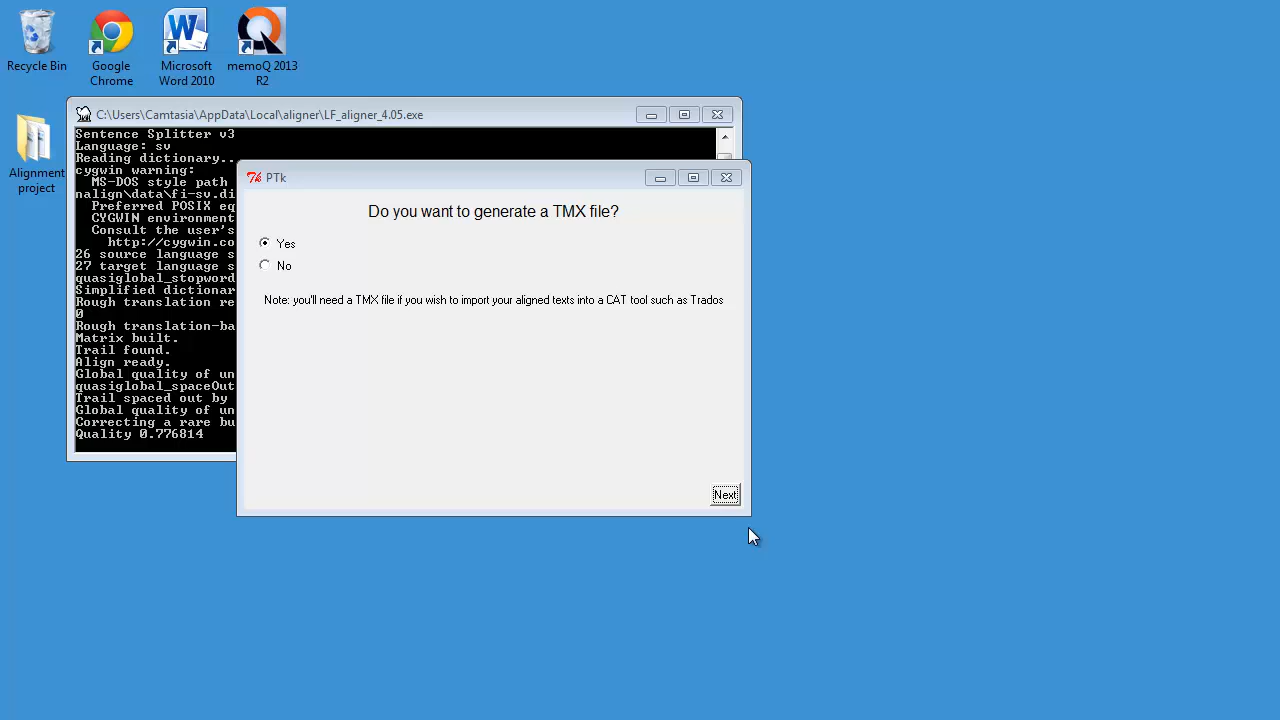 Recycle Bin
Google
Chrome
Microsoft
Word 2010
memoQ 2013
R2
Alignment
project
C:\Users\Camtasia\AppData\Local\aligner\LF_aligner_4.05.exe
Sentence Splitter v3
Language: sv
Reading dictionary..
cygwin warning:
MS-DOS style path
nalign\data\fi-sv.di
Preferred POSIX eq
CYGWIN environment
Consult the user's
http://cygwin.co
26 source language s
27 target language s
quasiglobal_stopword
Simplified dictionar
Rough translation re
0
Rough translation-ba
Matrix built.
Trail found.
Align ready.
Global quality of un
quasiglobal_spaceOut
Trail spaced out by
Global quality of un
Correcting a rare bu
Quality 0.776814
PTk
Do you want to generate a TMX file?
Yes
No
Note: you'll need a TMX file if you wish to import your aligned texts into a CAT tool such as Trados
Next